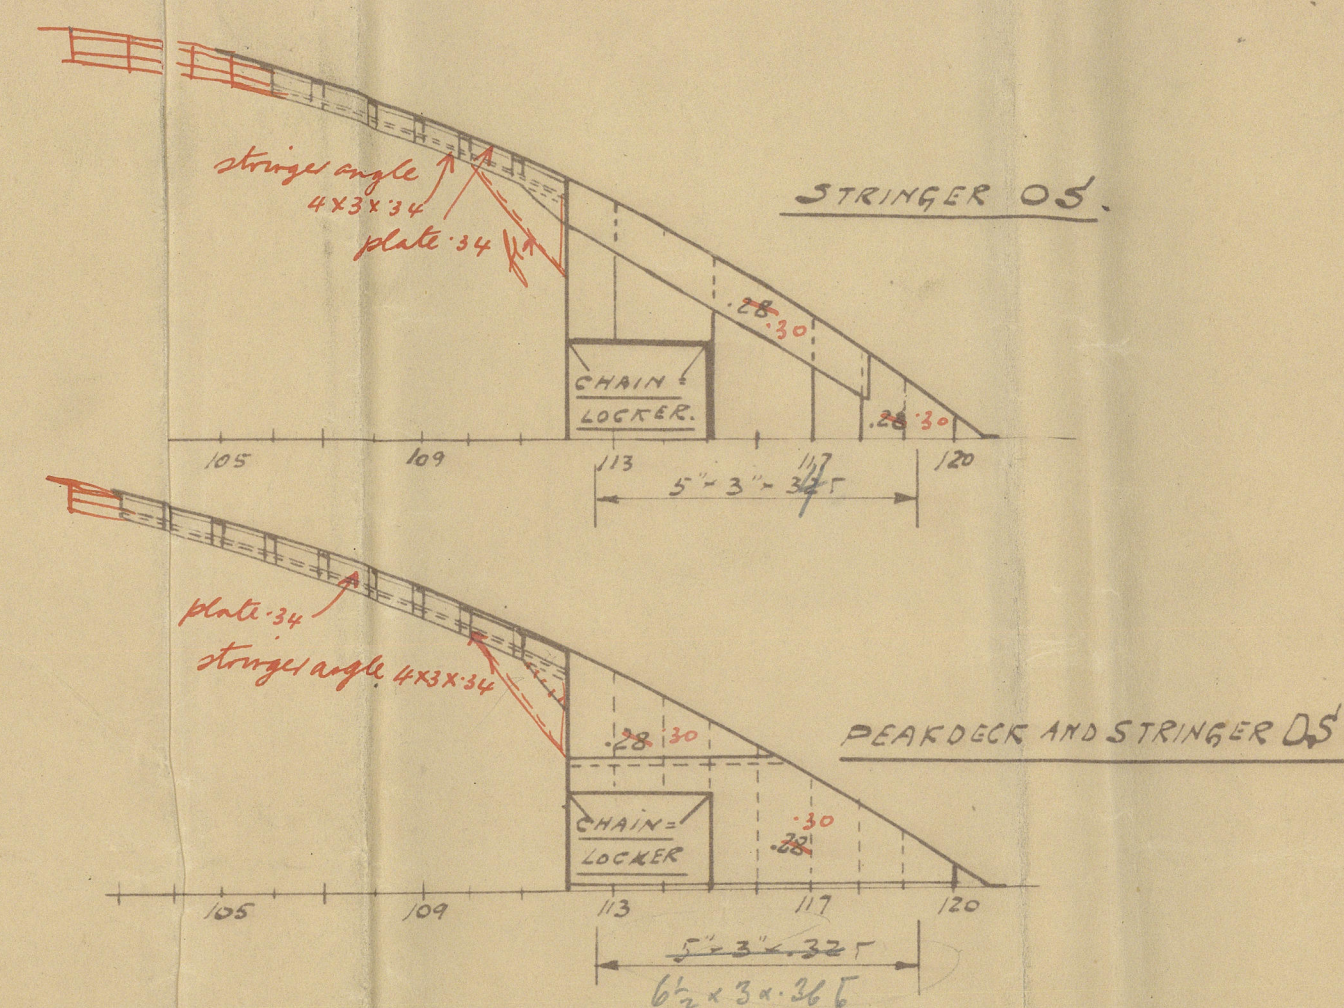 stringer angle
4×3×.34
plate .34
STRINGER OS.
.28
.30
CHAIN=
LOCKER.
.28 .30
105 109 113 117 120
5"-3"-
plate .34
stringer angle 4×3×.34
.28 30
PEAKDECK AND STRINGER DS
.30
.28
CHAIN=
LOCKER
105 109 113 117 120
5"-3"-.32
6½ × 3 × .36